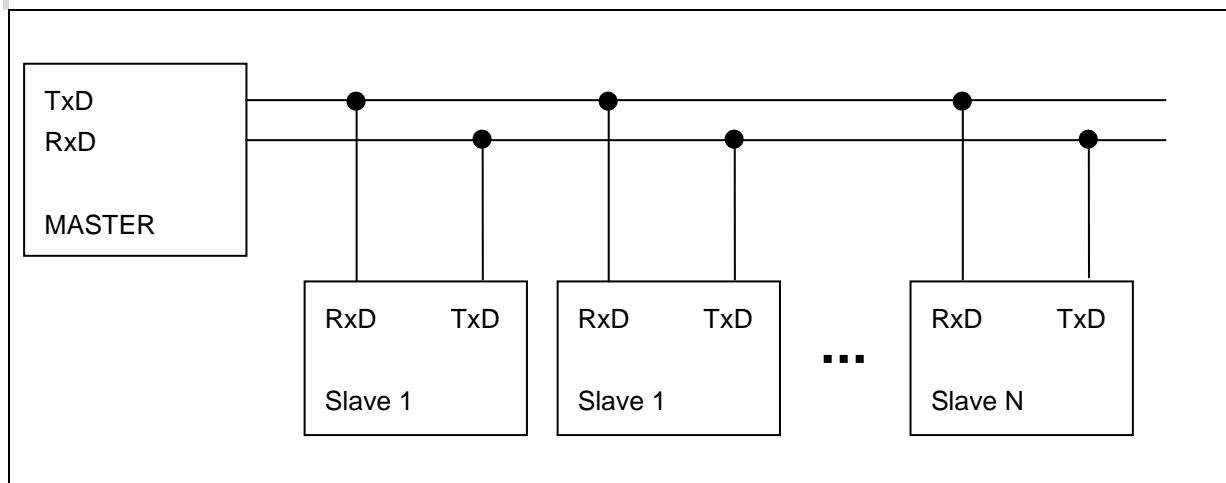 TxD
RxD
MASTER
RxD TxD
Slave 1
RxD TxD
Slave 1
...
RxD TxD
Slave N